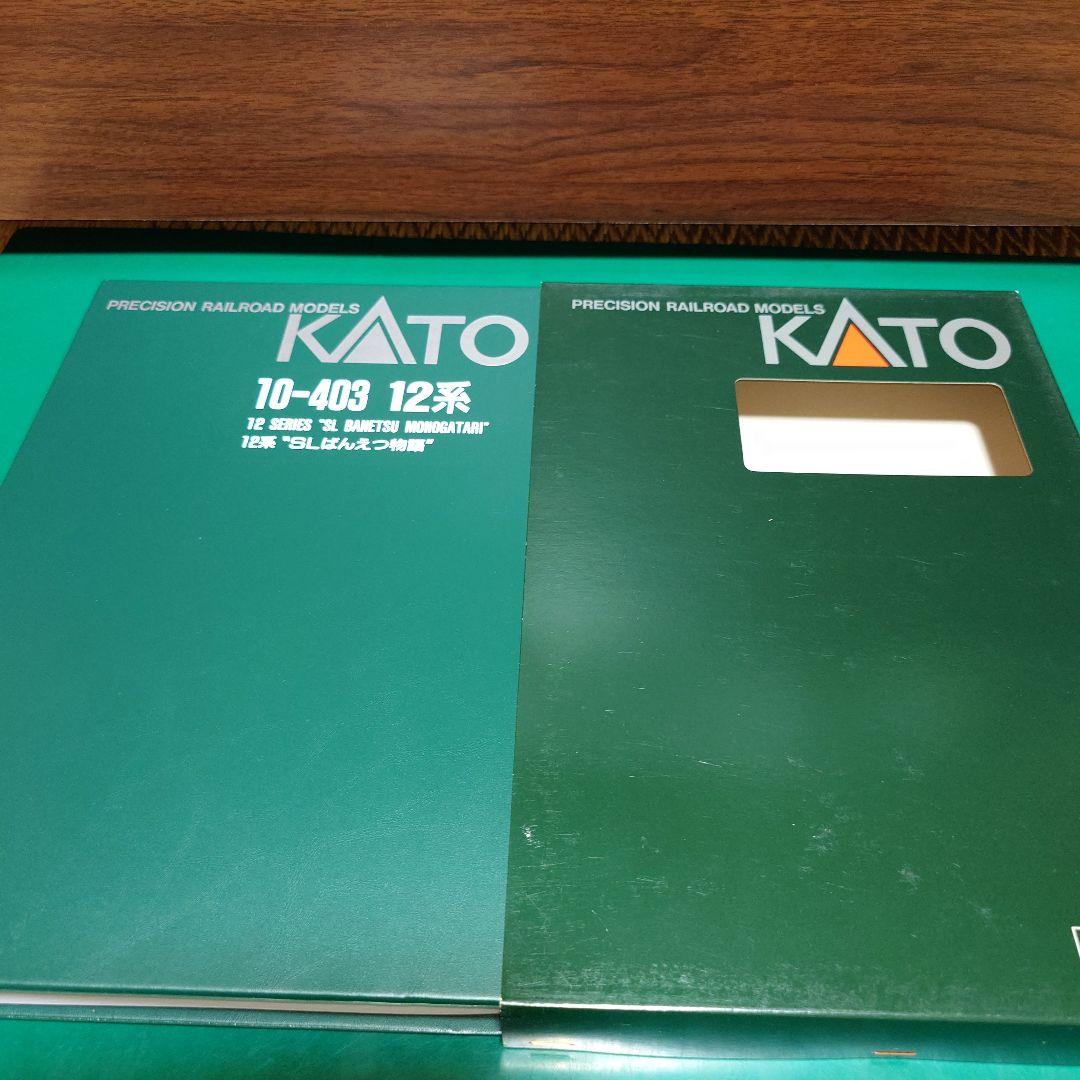 PRECISION RAILROAD MODELS
KATO
10-403 12系
12 SERIES "SL BANETSU MONOGATARI"
12系 "SLばんえつ物語"
PRECISION RAILROAD MODELS
KATO